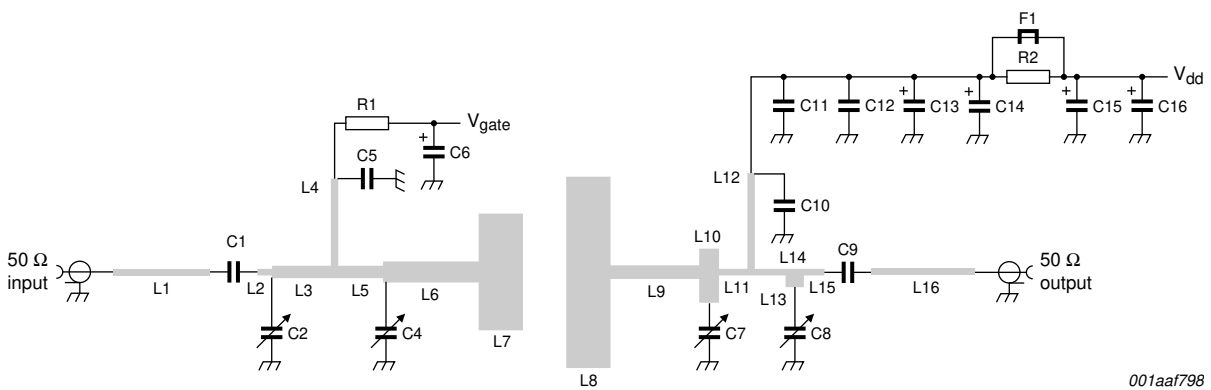 F1
R2
V_dd
C11
C12
C13
C14
C15
C16
+
+
+
+
R1
V_gate
+
C6
C5
L4
L12
C10
50 Ω
input
C1
L1
L2
L3
L5
L6
L7
C2
C4
L8
L9
L10
L11
L14
L13
L15
C9
L16
50 Ω
output
C7
C8
001aaf798